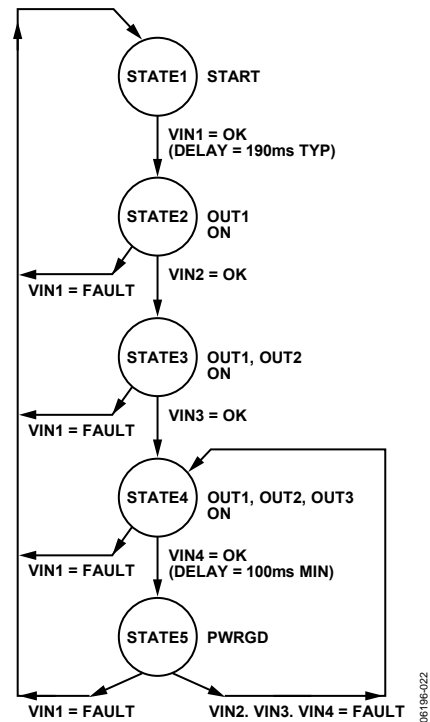 STATE1 START
VIN1 = OK
(DELAY = 190ms TYP)
STATE2 OUT1
ON
VIN1 = FAULT
VIN2 = OK
STATE3 OUT1, OUT2
ON
VIN1 = FAULT
VIN3 = OK
STATE4 OUT1, OUT2, OUT3
ON
VIN1 = FAULT
VIN4 = OK
(DELAY = 100ms MIN)
STATE5 PWRGD
VIN1 = FAULT
VIN2, VIN3, VIN4 = FAULT
06196-022